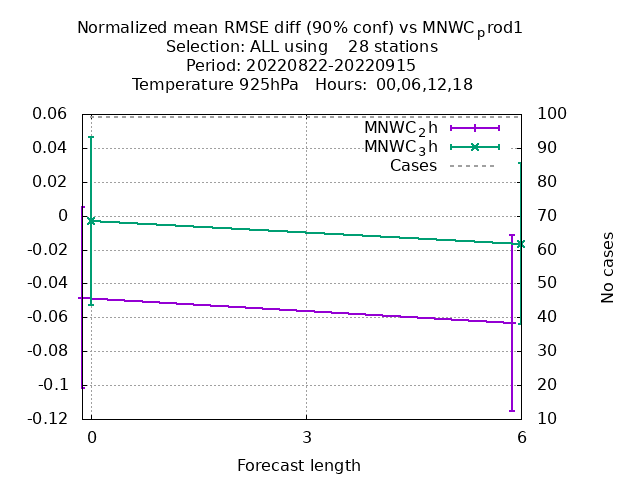 Normalized mean RMSE diff (90% conf) vs MNWCprod1
Selection: ALL using    28 stations
Period: 20220822-20220915
Temperature 925hPa   Hours:  00,06,12,18
MNWC2h
MNWC3h
Cases
0.06
0.04
0.02
0
-0.02
-0.04
-0.06
-0.08
-0.1
-0.12
100
90
80
70
60
50
40
30
20
10
No cases
0
3
6
Forecast length